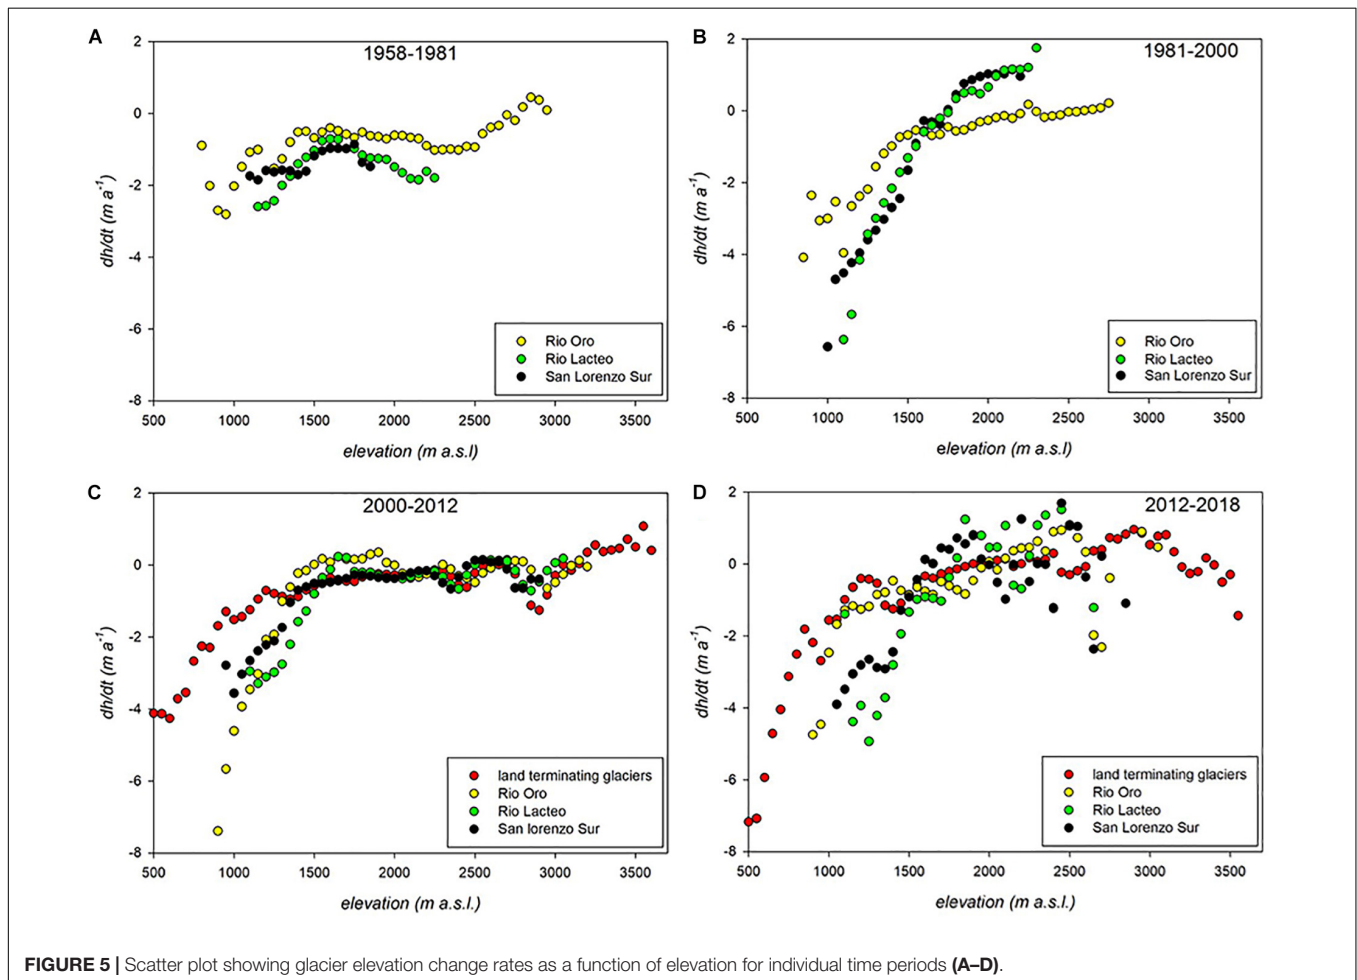 A
1958-1981
2
0
-2
-4
-6
-8
dh/dt (m a-1)
Rio Oro
Rio Lacteo
San Lorenzo Sur
500 1000 1500 2000 2500 3000 3500
elevation (m a.s.l)
B
1981-2000
2
0
-2
-4
-6
-8
dh/dt (m a-1)
Rio Oro
Rio Lacteo
San Lorenzo Sur
500 1000 1500 2000 2500 3000 3500
elevation (m a.s.l)
C
2000-2012
2
0
-2
-4
-6
-8
dh/dt (m a-1)
land terminating glaciers
Rio Oro
Rio Lacteo
San lorenzo Sur
500 1000 1500 2000 2500 3000 3500
elevation (m a.s.l.)
D
2012-2018
2
0
-2
-4
-6
-8
dh/dt (m a-1)
land terminating glaciers
Rio Oro
Rio Lacteo
San Lorenzo Sur
500 1000 1500 2000 2500 3000 3500
elevation (m a.s.l.)
FIGURE 5 | Scatter plot showing glacier elevation change rates as a function of elevation for individual time periods (A–D).